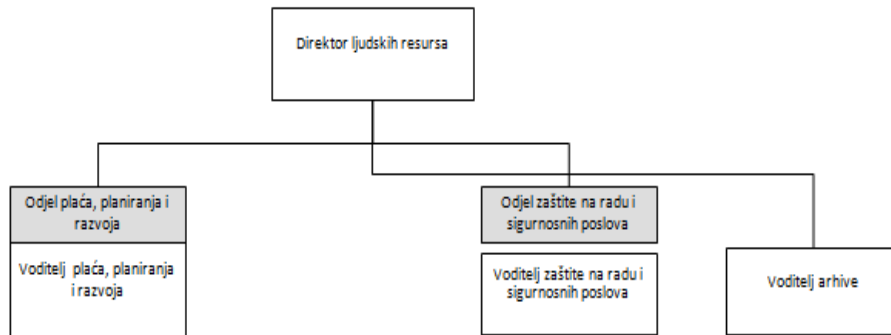 Direktor ljudskih resursa
Odjel plaća, planiranja i
razvoja
Voditelj plaća, planiranja
i razvoja
Odjel zaštite na radu i
sigurnosnih poslova
Voditelj zaštite na radu i
sigurnosnih poslova
Voditelj arhive